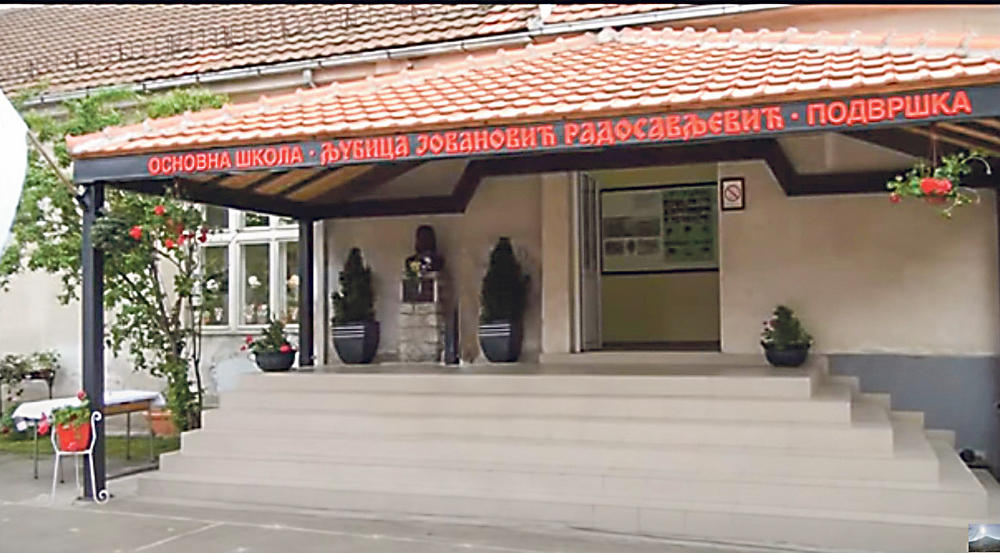 ОСНОВНА ШКОЛА · ЉУБИЦА ЈОВАНОВИЋ РАДОСАВЉЕВИЋ · ПОДВРШКА